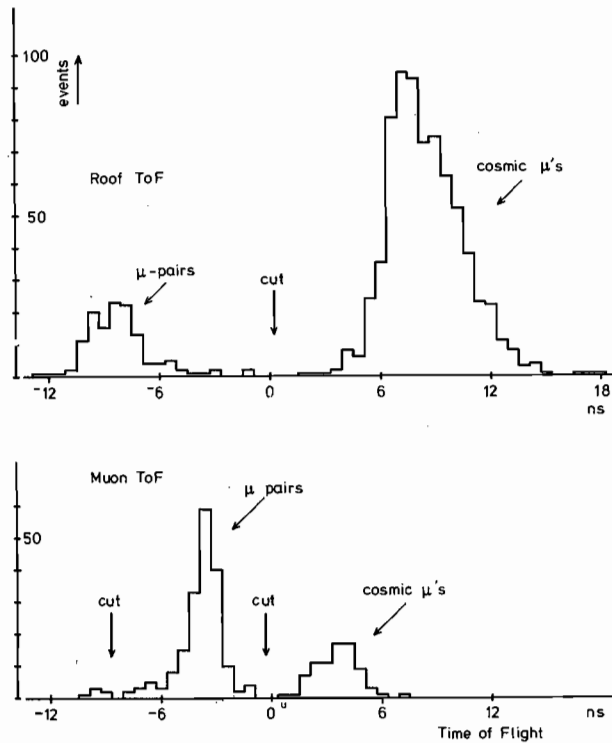 100
events
Roof ToF
cosmic μ's
50
μ-pairs
cut
-12 -6 0 6 12 18
ns
Muon ToF
μ pairs
50
cut cut cosmic μ's
-12 -6 0 6 12 ns
Time of Flight